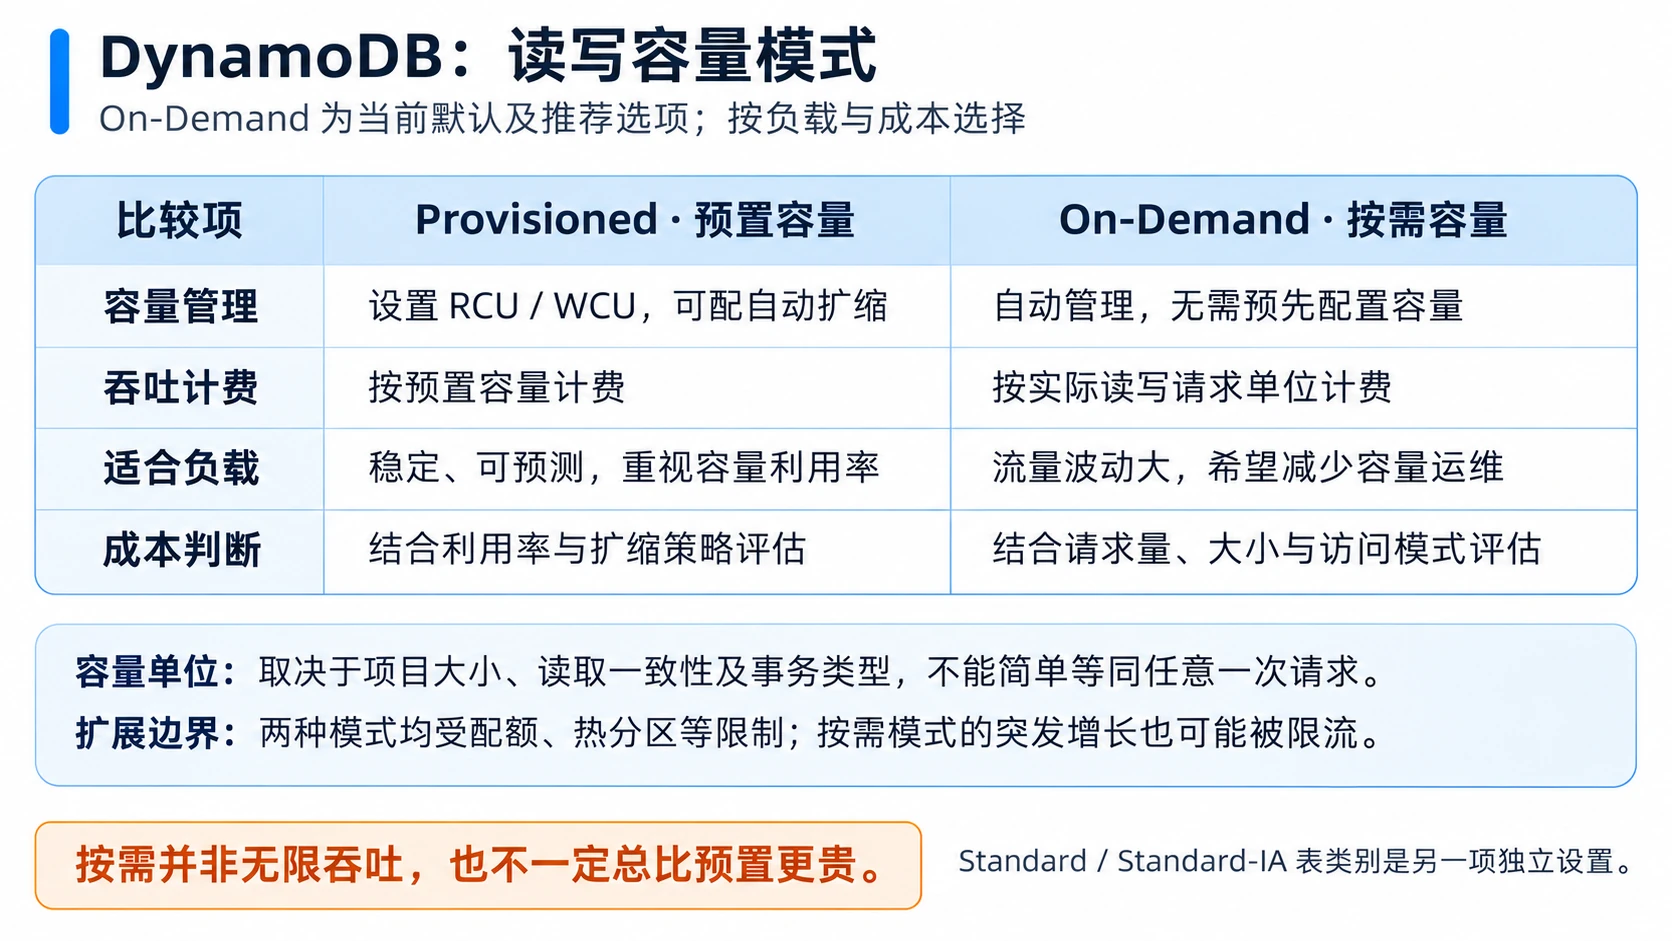 DynamoDB：读写容量模式
On-Demand 为当前默认及推荐选项；按负载与成本选择
比较项
Provisioned · 预置容量
On-Demand · 按需容量
容量管理
设置 RCU / WCU，可配自动扩缩
自动管理，无需预先配置容量
吞吐计费
按预置容量计费
按实际读写请求单位计费
适合负载
稳定、可预测，重视容量利用率
流量波动大，希望减少容量运维
成本判断
结合利用率与扩缩策略评估
结合请求量、大小与访问模式评估
容量单位：取决于项目大小、读取一致性及事务类型，不能简单等同任意一次请求。
扩展边界：两种模式均受配额、热分区等限制；按需模式的突发增长也可能被限流。
按需并非无限吞吐，也不一定总比预置更贵。
Standard / Standard-IA 表类别是另一项独立设置。